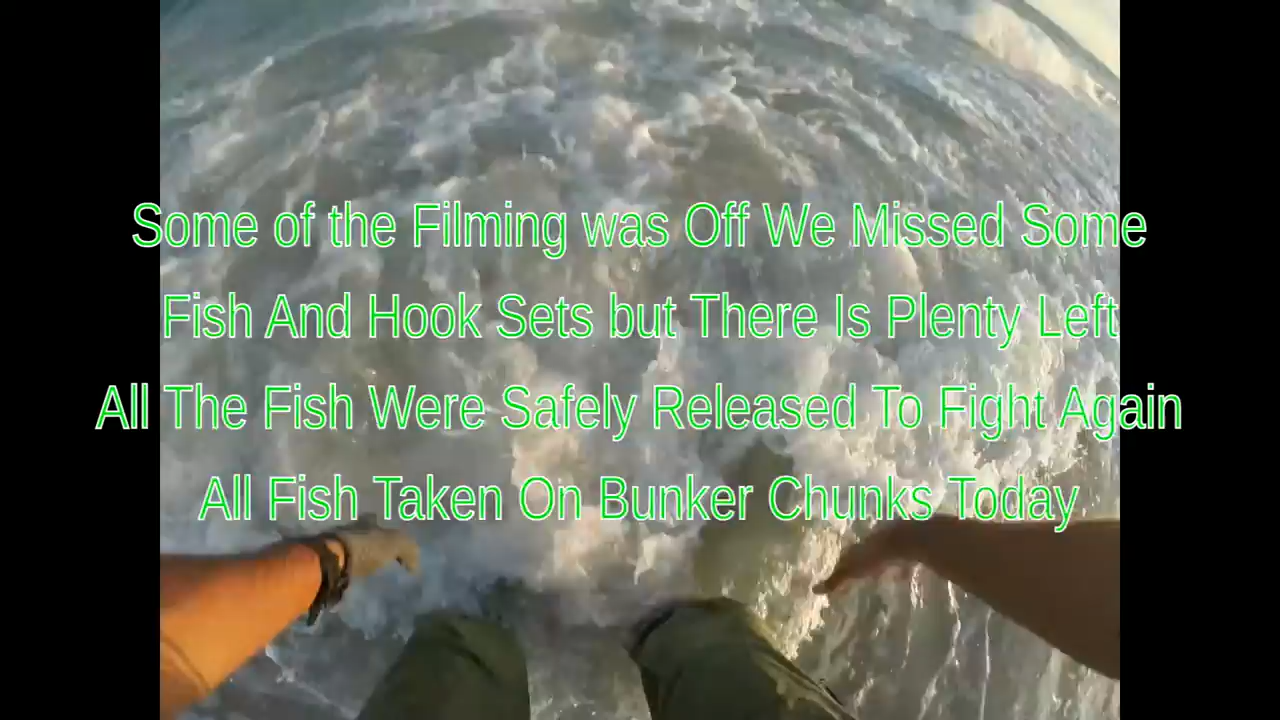 Some of the Filming was Off We Missed Some
Fish And Hook Sets but There Is Plenty Left
All The Fish Were Safely Released To Fight Again
All Fish Taken On Bunker Chunks Today